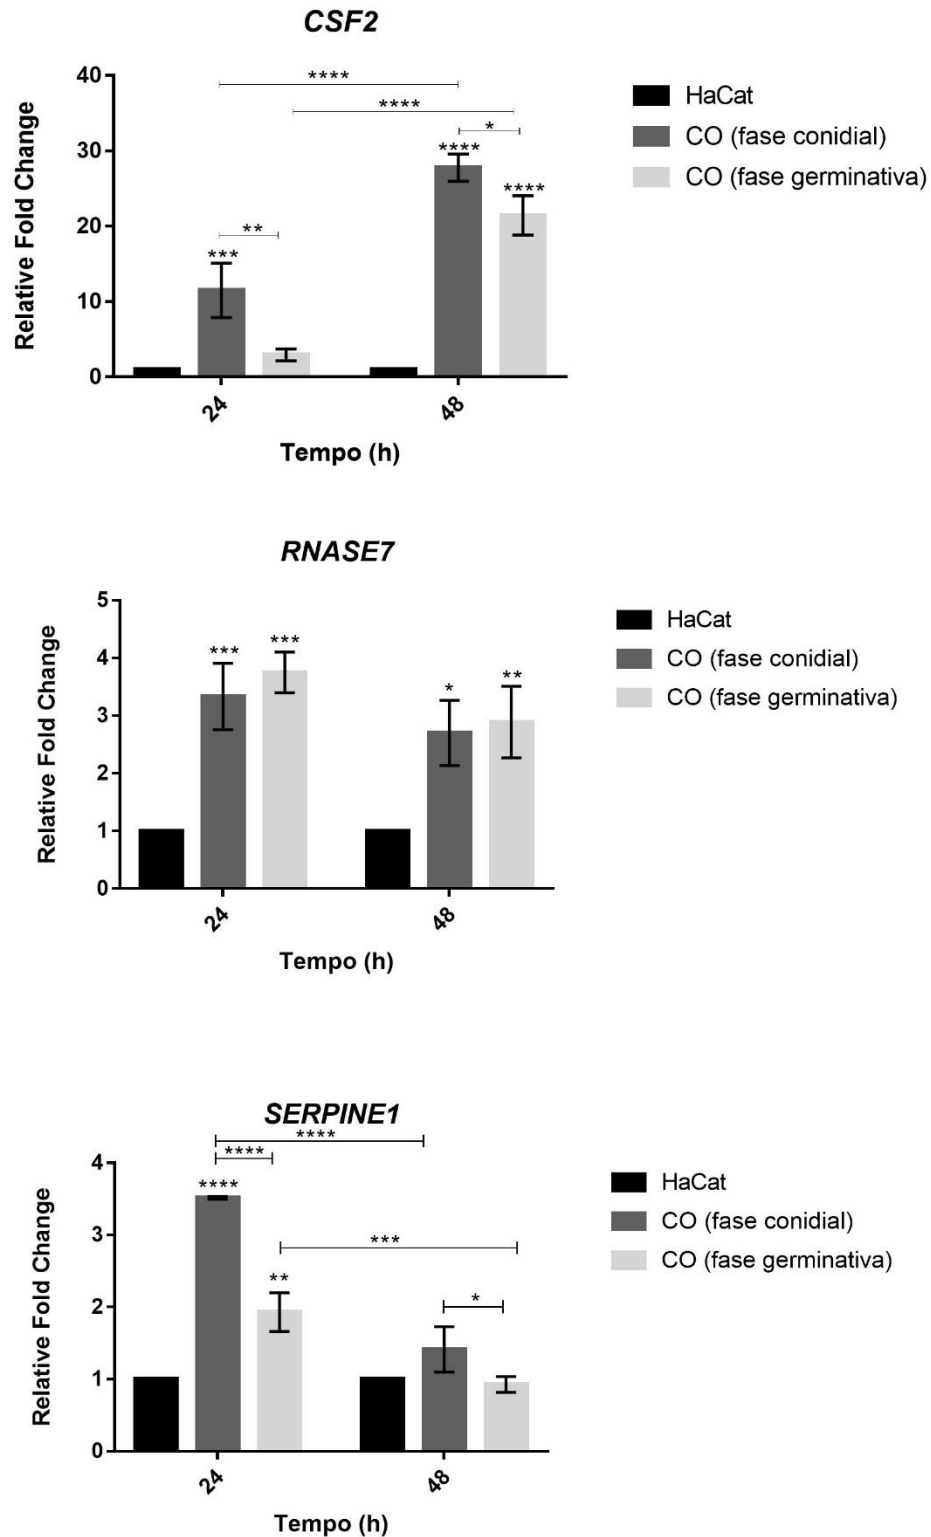 CSF2
Relative Fold Change
40
30
20
10
0
****
****
*
****
****
**
***
24
48
Tempo (h)
HaCat
CO (fase conidial)
CO (fase germinativa)
RNASE7
Relative Fold Change
5
4
3
2
1
0
***
***
*
**
24
48
Tempo (h)
HaCat
CO (fase conidial)
CO (fase germinativa)
SERPINE1
Relative Fold Change
4
3
2
1
0
****
****
****
***
**
*
24
48
Tempo (h)
HaCat
CO (fase conidial)
CO (fase germinativa)